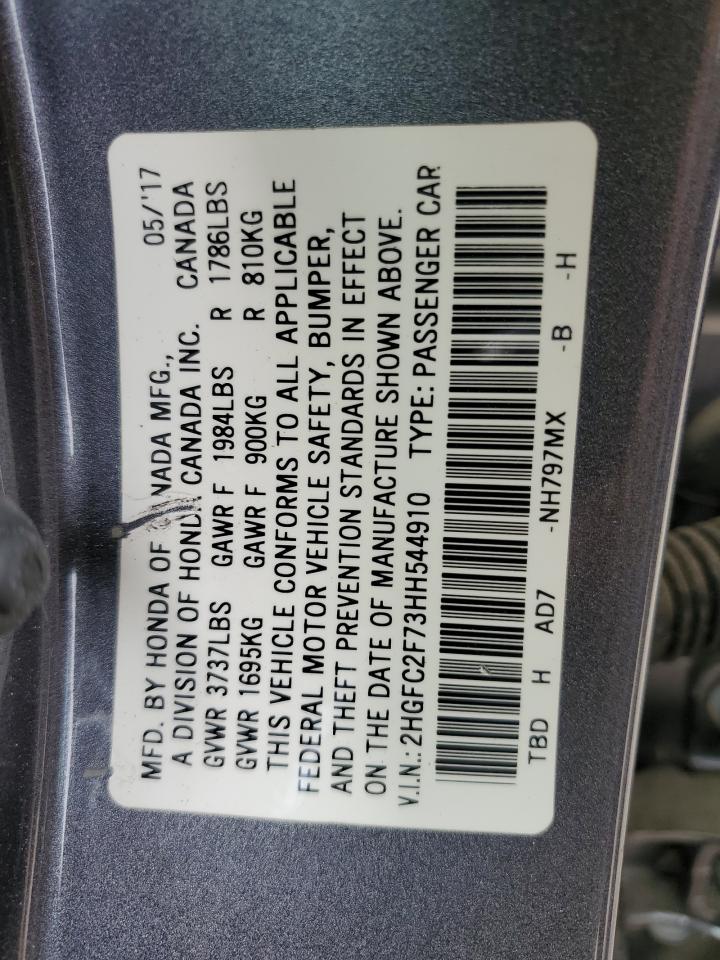 MFD. BY HONDA OF NADA MFG., 05/'17
A DIVISION OF HOND CANADA INC. CANADA
GVWR 3737LBS GAWR F 1984LBS R 1786LBS
GVWR 1695KG GAWR F 900KG R 810KG
THIS VEHICLE CONFORMS TO ALL APPLICABLE
FEDERAL MOTOR VEHICLE SAFETY, BUMPER,
AND THEFT PREVENTION STANDARDS IN EFFECT
ON THE DATE OF MANUFACTURE SHOWN ABOVE.
V.I.N.: 2HGFC2F73HH544910 TYPE: PASSENGER CAR
TBD H AD7 -NH797MX -B -H